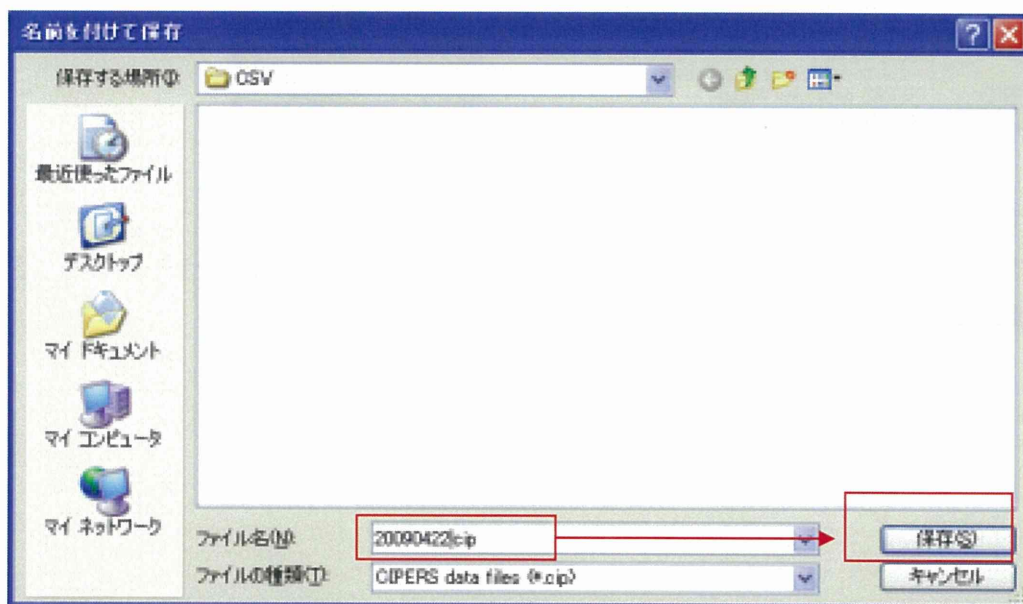 名前を付けて保存
保存する場所(I):
CSV
最近使ったファイル
デスクトップ
マイ ドキュメント
マイ コンピュータ
マイ ネットワーク
ファイル名(N):
20090422.cip
保存(S)
ファイルの種類(T):
CIPERS data files (*.cip)
キャンセル